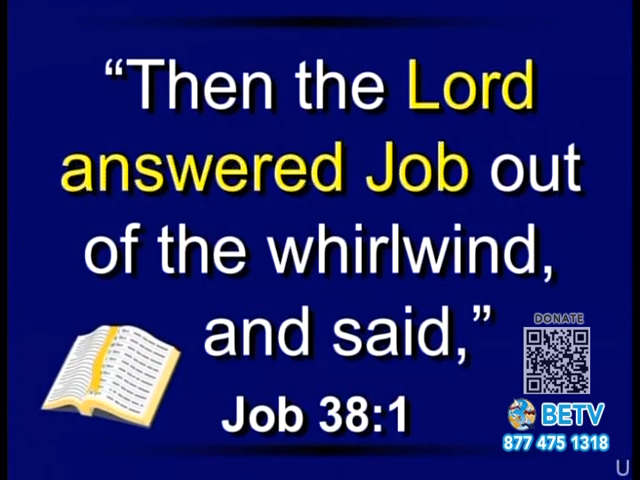 “Then the Lord
answered Job out
of the whirlwind,
and said,”
Job 38:1
DONATE
BETV
877 475 1318
U